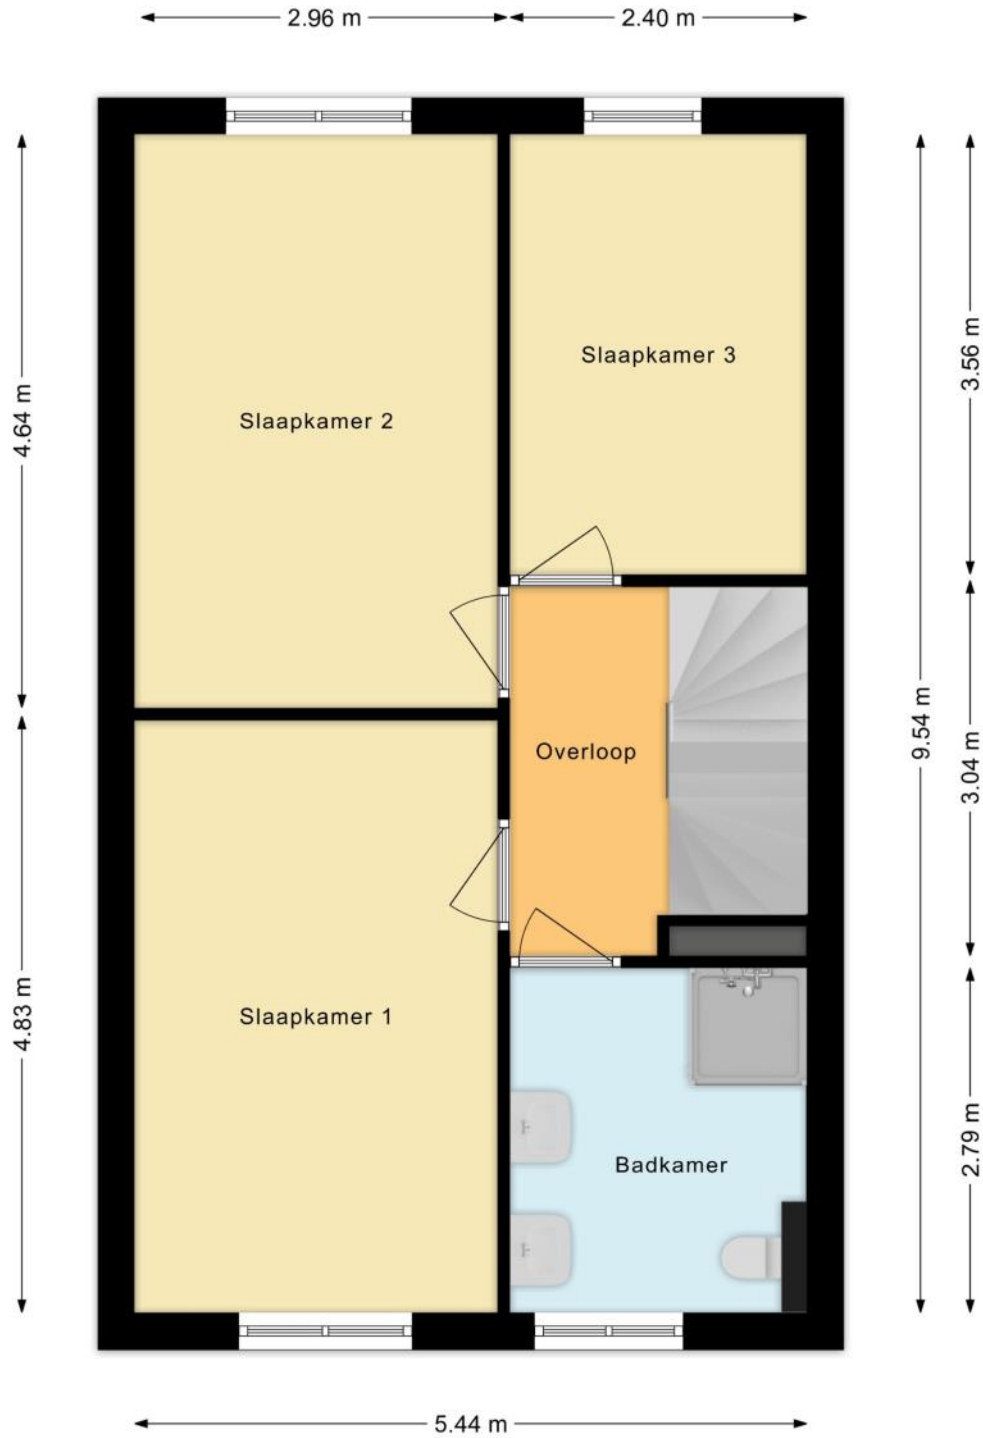 2.96 m
2.40 m
Slaapkamer 3
3.56 m
4.64 m
Slaapkamer 2
9.54 m
Overloop
3.04 m
4.83 m
Slaapkamer 1
2.79 m
Badkamer
5.44 m